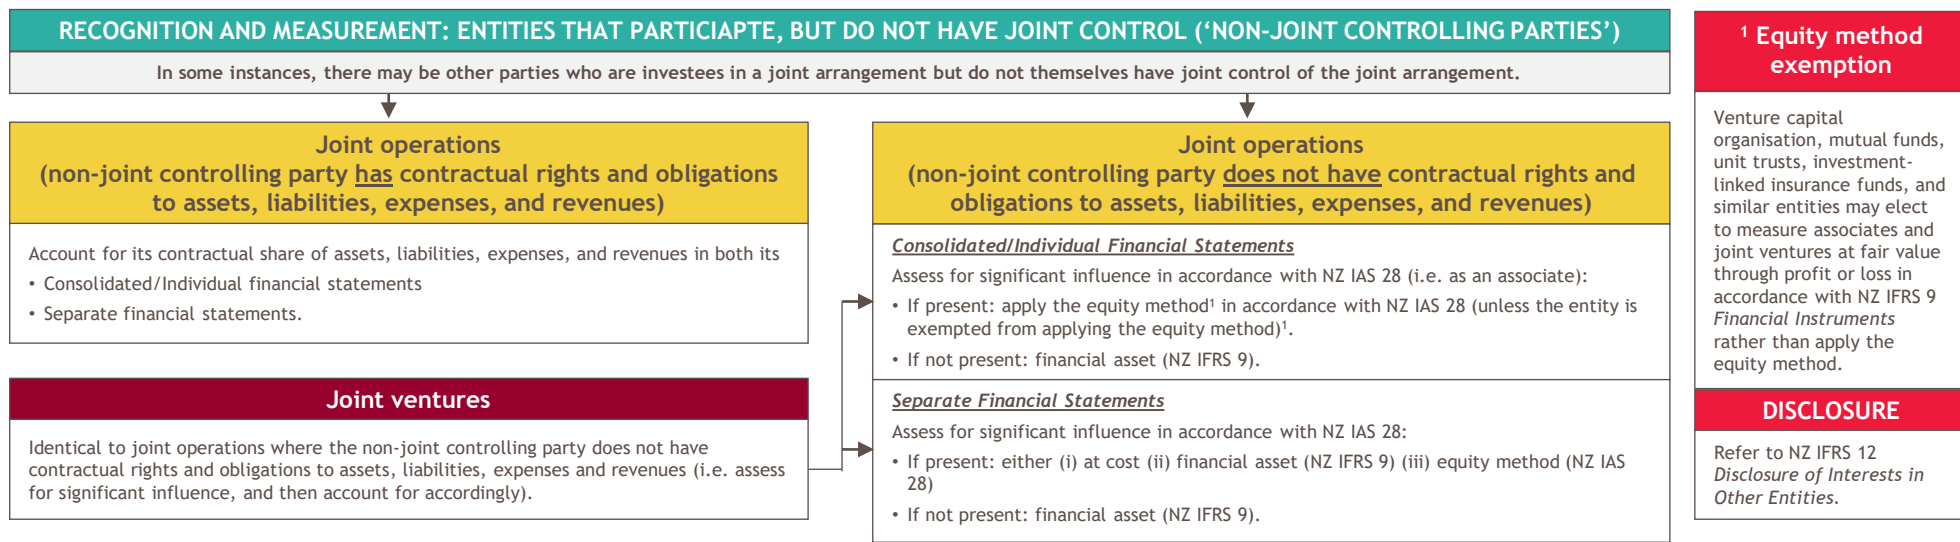 RECOGNITION AND MEASUREMENT: ENTITIES THAT PARTICIAPTE, BUT DO NOT HAVE JOINT CONTROL (‘NON-JOINT CONTROLLING PARTIES’)
In some instances, there may be other parties who are investees in a joint arrangement but do not themselves have joint control of the joint arrangement.
Joint operations
(non-joint controlling party has contractual rights and obligations
to assets, liabilities, expenses, and revenues)
Account for its contractual share of assets, liabilities, expenses, and revenues in both its
• Consolidated/Individual financial statements
• Separate financial statements.
Joint ventures
Identical to joint operations where the non-joint controlling party does not have
contractual rights and obligations to assets, liabilities, expenses and revenues (i.e. assess
for significant influence, and then account for accordingly).
Joint operations
(non-joint controlling party does not have contractual rights and
obligations to assets, liabilities, expenses, and revenues)
Consolidated/Individual Financial Statements
Assess for significant influence in accordance with NZ IAS 28 (i.e. as an associate):
• If present: apply the equity method¹ in accordance with NZ IAS 28 (unless the entity is
exempted from applying the equity method)¹.
• If not present: financial asset (NZ IFRS 9).
Separate Financial Statements
Assess for significant influence in accordance with NZ IAS 28:
• If present: either (i) at cost (ii) financial asset (NZ IFRS 9) (iii) equity method (NZ IAS
28)
• If not present: financial asset (NZ IFRS 9).
¹ Equity method
exemption
Venture capital
organisation, mutual funds,
unit trusts, investment-
linked insurance funds, and
similar entities may elect
to measure associates and
joint ventures at fair value
through profit or loss in
accordance with NZ IFRS 9
Financial Instruments
rather than apply the
equity method.
DISCLOSURE
Refer to NZ IFRS 12
Disclosure of Interests in
Other Entities.